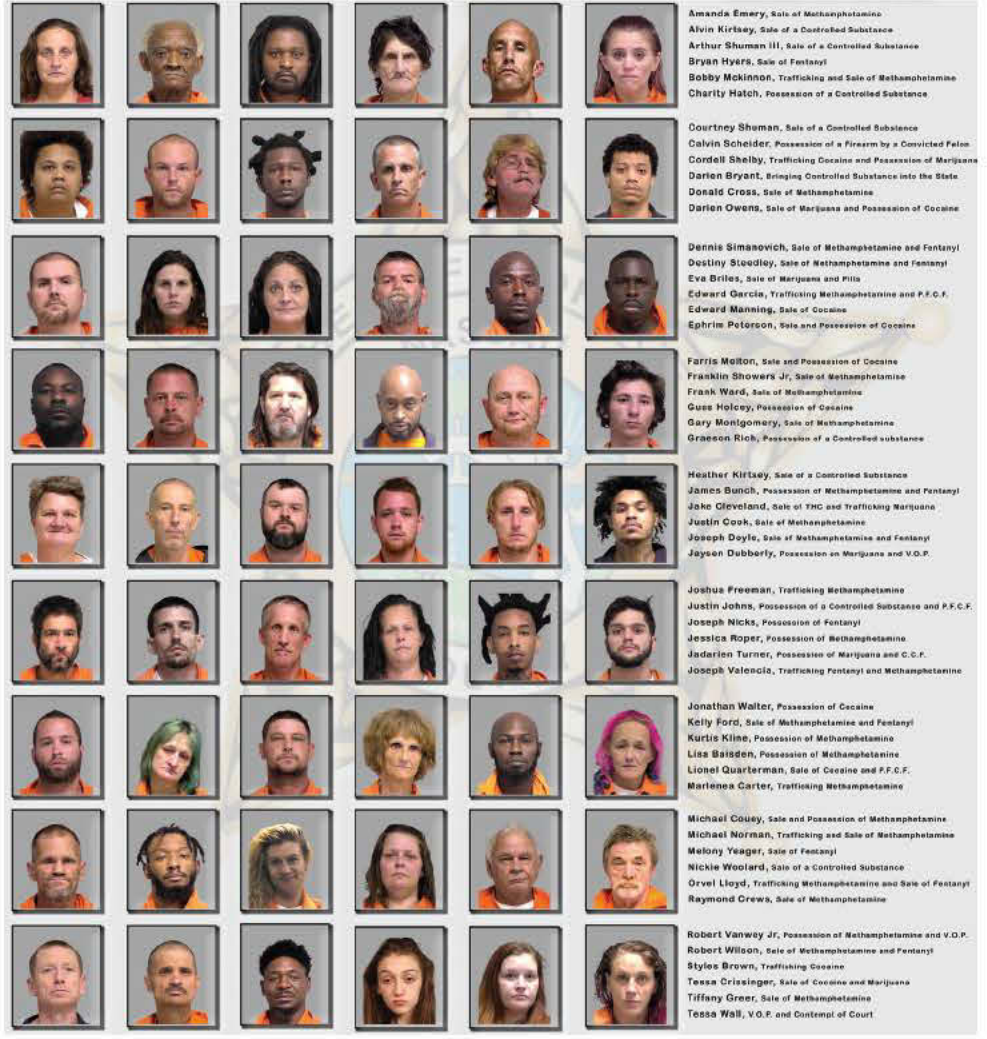 Amanda Emery, Sale of Methamphetamine
Alvin Kirtsey, Sale of a Controlled Substance
Arthur Shuman III, Sale of a Controlled Substance
Bryan Hyers, Sale of Fentanyl
Bobby Mckinnon, Trafficking and Sale of Methamphetamine
Charity Hatch, Possession of a Controlled Substance
Courtney Shuman, Sale of a Controlled Substance
Calvin Scheider, Possession of a Firearm by a Convicted Felon
Cordell Shelby, Trafficking Cocaine and Possession of Marijuana
Darien Bryant, Bringing Controlled Substance into the State
Donald Cross, Sale of Methamphetamine
Darien Owens, Sale of Marijuana and Possession of Cocaine
Dennis Simanovich, Sale of Methamphetamine and Fentanyl
Destiny Steedley, Sale of Methamphetamine and Fentanyl
Eva Briles, Sale of Marijuana and Pills
Edward Garcia, Trafficking Methamphetamine and P.F.C.F.
Edward Manning, Sale of Cocaine
Ephrim Peterson, Sale and Possession of Cocaine
Farris Melton, Sale and Possession of Cocaine
Franklin Showers Jr, Sale of Methamphetamise
Frank Ward, Sale of Methamphetamine
Guss Holcey, Possession of Cocaine
Gary Montgomery, Sale of Methamphetamine
Graeson Rich, Possession of a Controlled substance
Heather Kirtsey, Sale of a Controlled Substance
James Bunch, Possession of Methamphetamine and Fentanyl
Jake Cleveland, Sale of THC and Trafficking Marijuana
Justin Cook, Sale of Methamphetamine
Joseph Doyle, Sale of Methamphetamine and Fentanyl
Jaysen Dubberly, Possession on Marijuana and V.O.P.
Joshua Freeman, Trafficking Methamphetamine
Justin Johns, Possession of a Controlled Substance and P.F.C.F.
Joseph Nicks, Possession of Fentanyl
Jessica Roper, Possession of Methamphetamine
Jadarien Turner, Possession of Marijuana and C.C.F.
Joseph Valencia, Trafficking Fentanyl and Methamphetamine
Jonathan Walter, Possession of Cocaine
Kelly Ford, Sale of Methamphetamine and Fentanyl
Kurtis Kline, Possession of Methamphetamine
Lisa Baisden, Possession of Methamphetamine
Lionel Quarterman, Sale of Cocaine and P.F.C.F.
Marlenea Carter, Trafficking Methamphetamine
Michael Couey, Sale and Possession of Methamphetamine
Michael Norman, Trafficking and Sale of Methamphetamine
Melony Yeager, Sale of Fentanyl
Nickie Woolard, Sale of a Controlled Substance
Orvel Lloyd, Trafficking Methamphetamine and Sale of Fentanyl
Raymond Crews, Sale of Methamphetamine
Robert Vanwey Jr, Possession of Methamphetamine and V.O.P.
Robert Wilson, Sale of Methamphetamine and Fentanyl
Styles Brown, Trafficking Cocaine
Tessa Crissinger, Sale of Cocaine and Marijuana
Tiffany Greer, Sale of Methamphetamine
Tessa Wall, V.O.P. and Contempt of Court